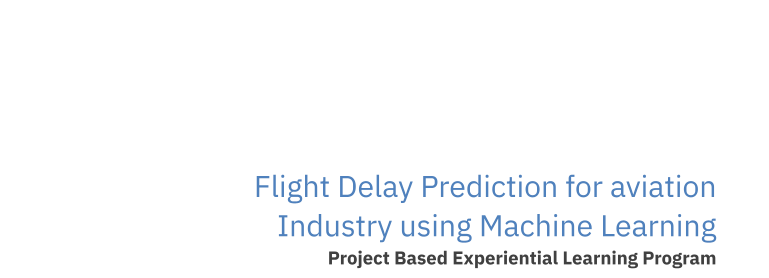 Flight Delay Prediction for aviation
Industry using Machine Learning
Project Based Experiential Learning Program